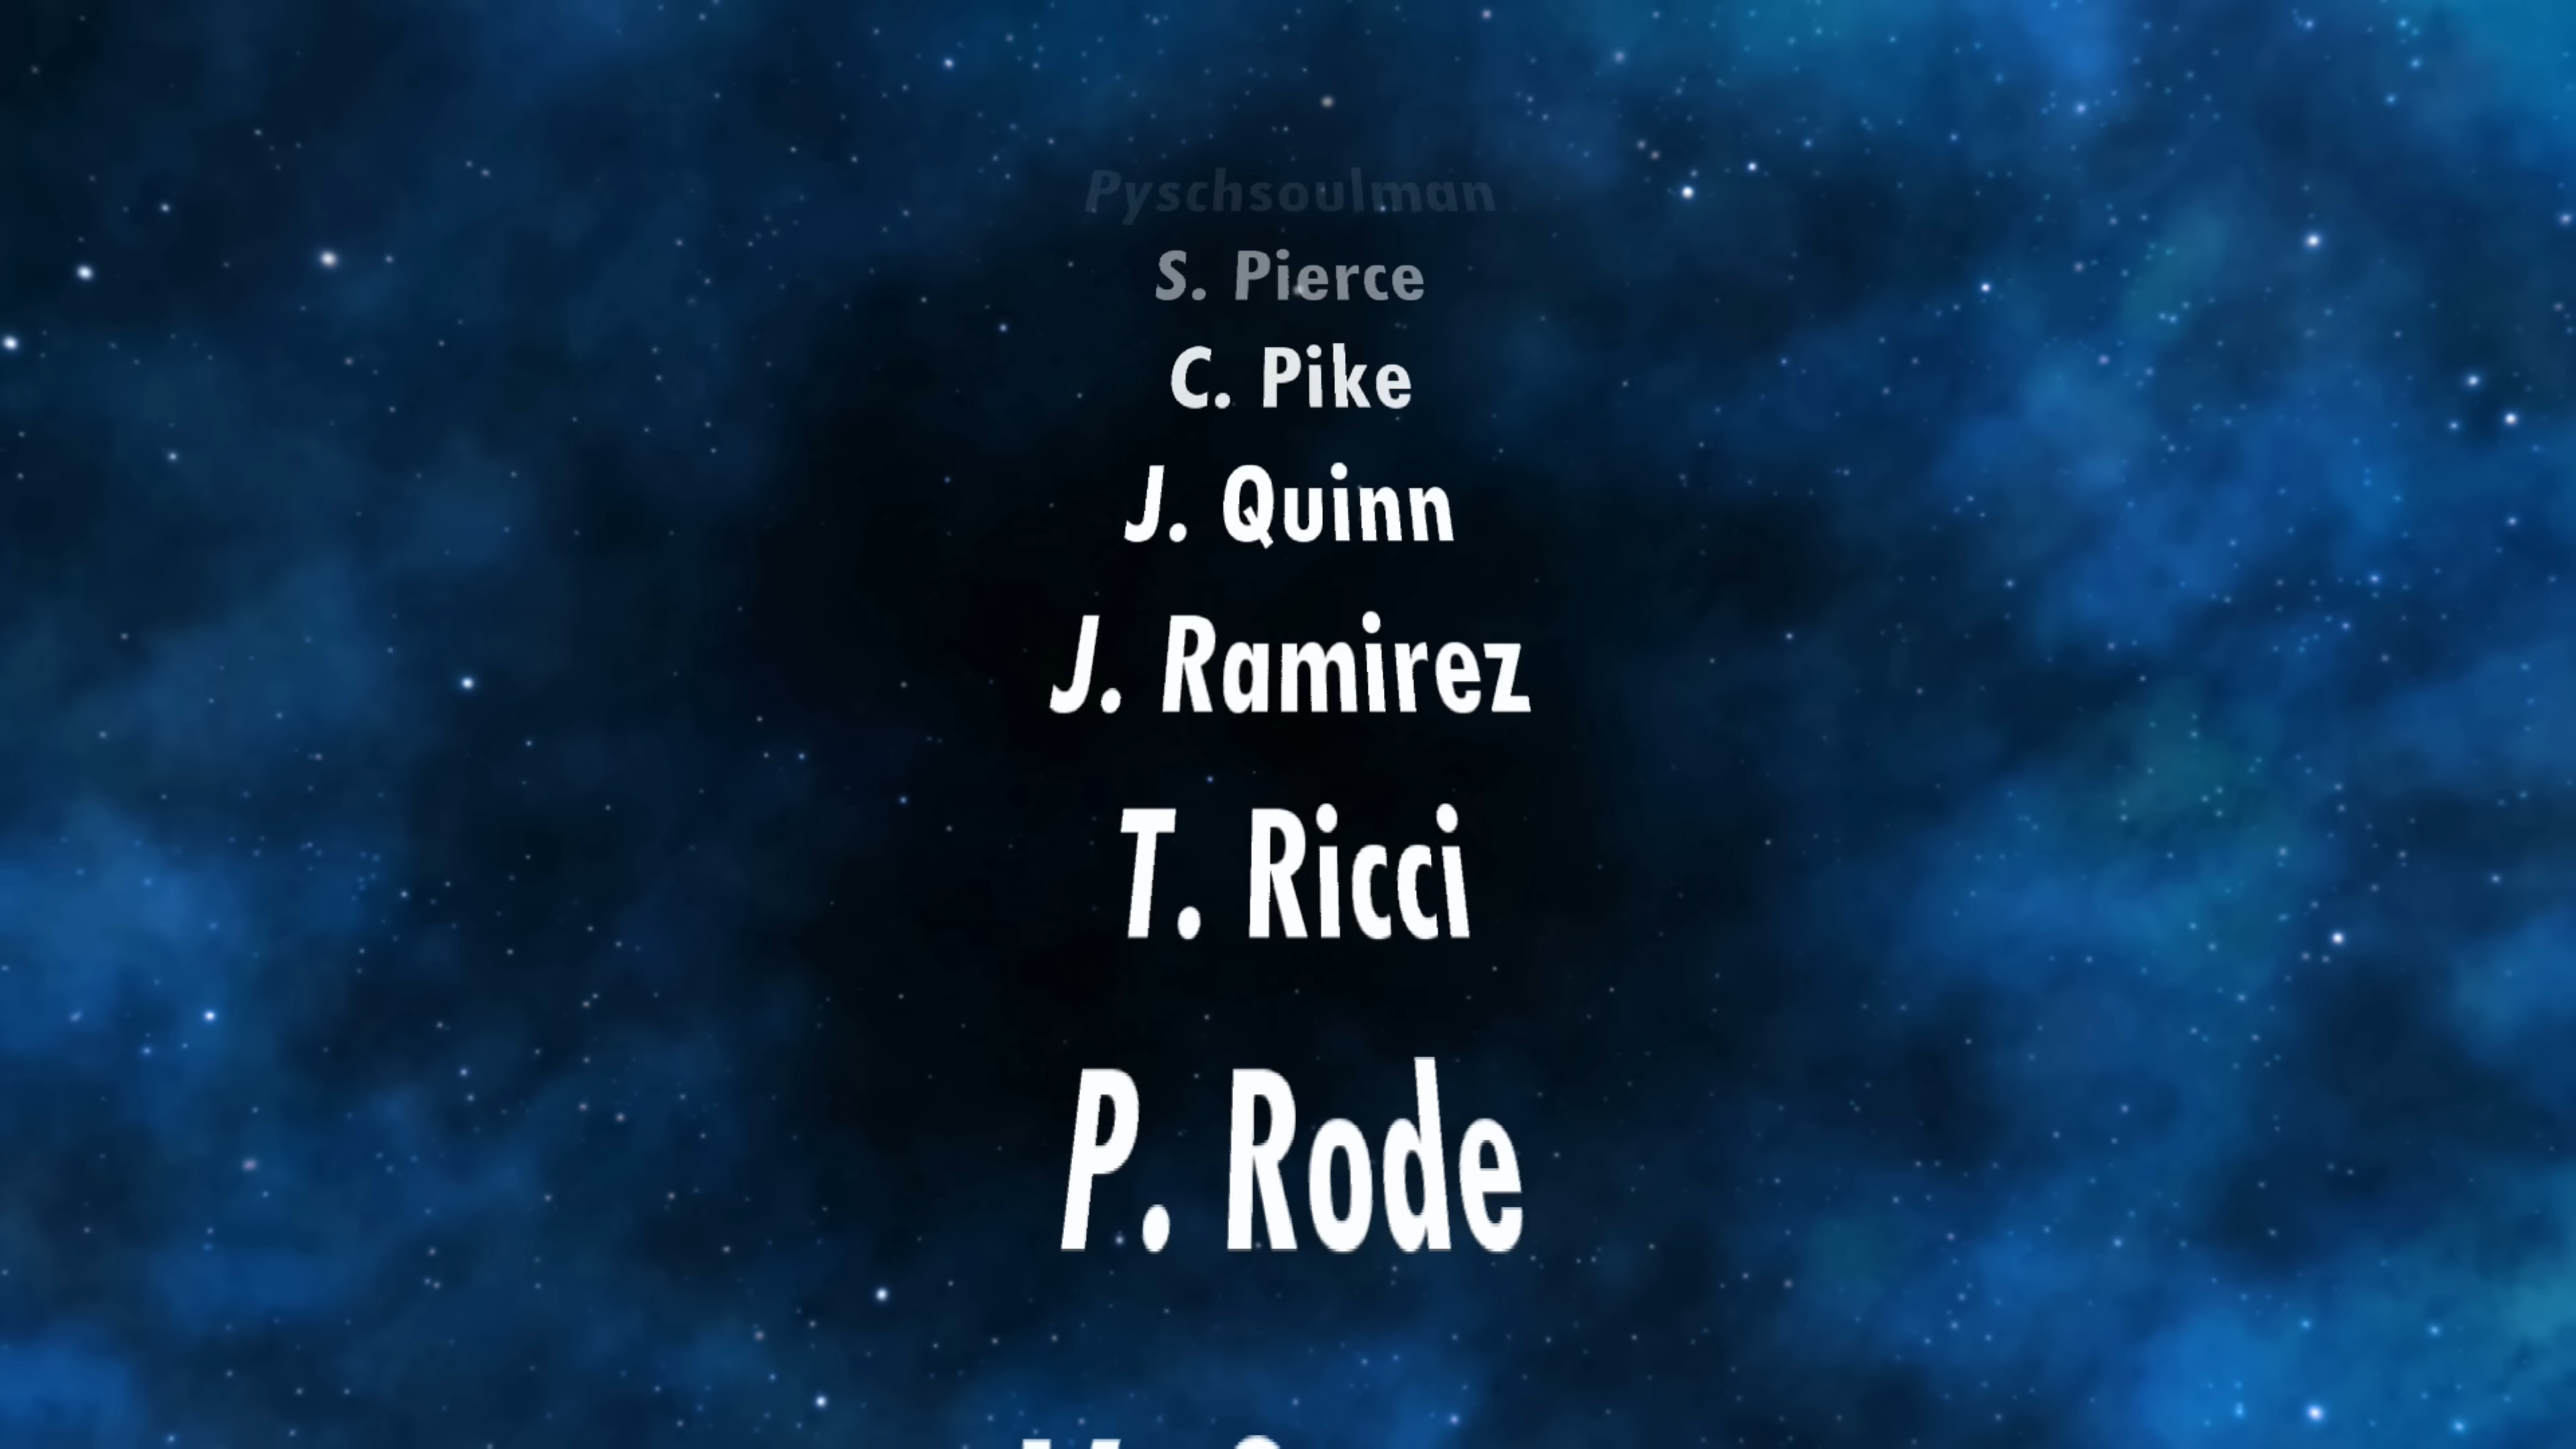 Pyschsoulman
S. Pierce
C. Pike
J. Quinn
J. Ramirez
T. Ricci
P. Rode